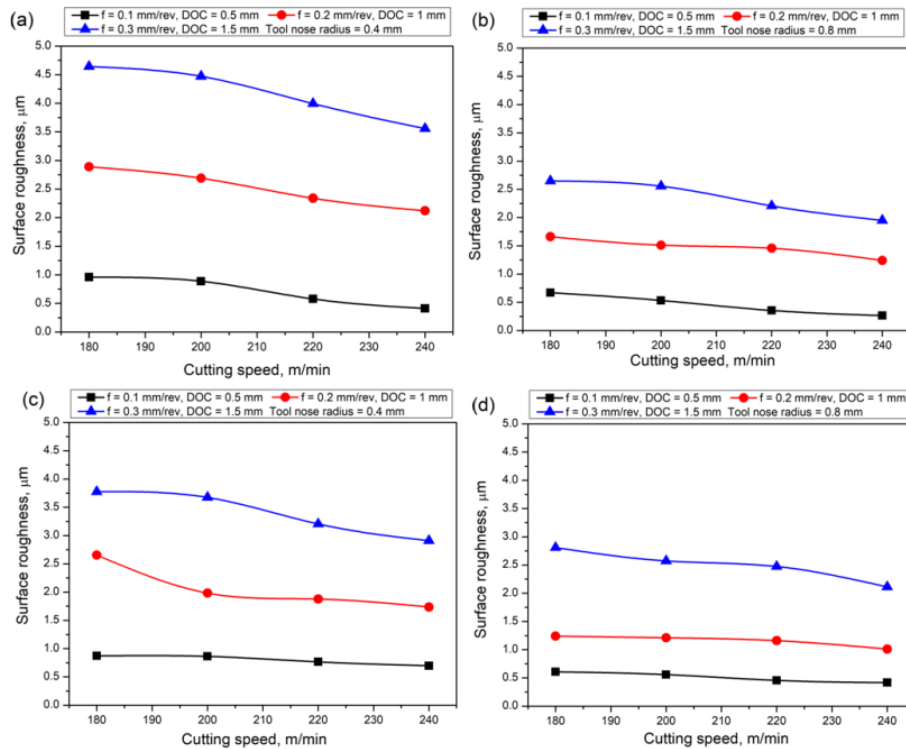 (a)
f = 0.1 mm/rev, DOC = 0.5 mm f = 0.2 mm/rev, DOC = 1 mm
f = 0.3 mm/rev, DOC = 1.5 mm Tool nose radius = 0.4 mm
5.0
4.5
4.0
3.5
3.0
2.5
2.0
1.5
1.0
0.5
0.0
Surface roughness, μm
180 190 200 210 220 230 240
Cutting speed, m/min
(b)
f = 0.1 mm/rev, DOC = 0.5 mm f = 0.2 mm/rev, DOC = 1 mm
f = 0.3 mm/rev, DOC = 1.5 mm Tool nose radius = 0.8 mm
5.0
4.5
4.0
3.5
3.0
2.5
2.0
1.5
1.0
0.5
0.0
Surface roughness, μm
180 190 200 210 220 230 240
Cutting speed, m/min
(c)
f = 0.1 mm/rev, DOC = 0.5 mm f = 0.2 mm/rev, DOC = 1 mm
f = 0.3 mm/rev, DOC = 1.5 mm Tool nose radius = 0.4 mm
5.0
4.5
4.0
3.5
3.0
2.5
2.0
1.5
1.0
0.5
0.0
Surface roughness, μm
180 190 200 210 220 230 240
Cutting speed, m/min
(d)
f = 0.1 mm/rev, DOC = 0.5 mm f = 0.2 mm/rev, DOC = 1 mm
f = 0.3 mm/rev, DOC = 1.5 mm Tool nose radius = 0.8 mm
5.0
4.5
4.0
3.5
3.0
2.5
2.0
1.5
1.0
0.5
0.0
Surface roughness, μm
180 190 200 210 220 230 240
Cutting speed, m/min